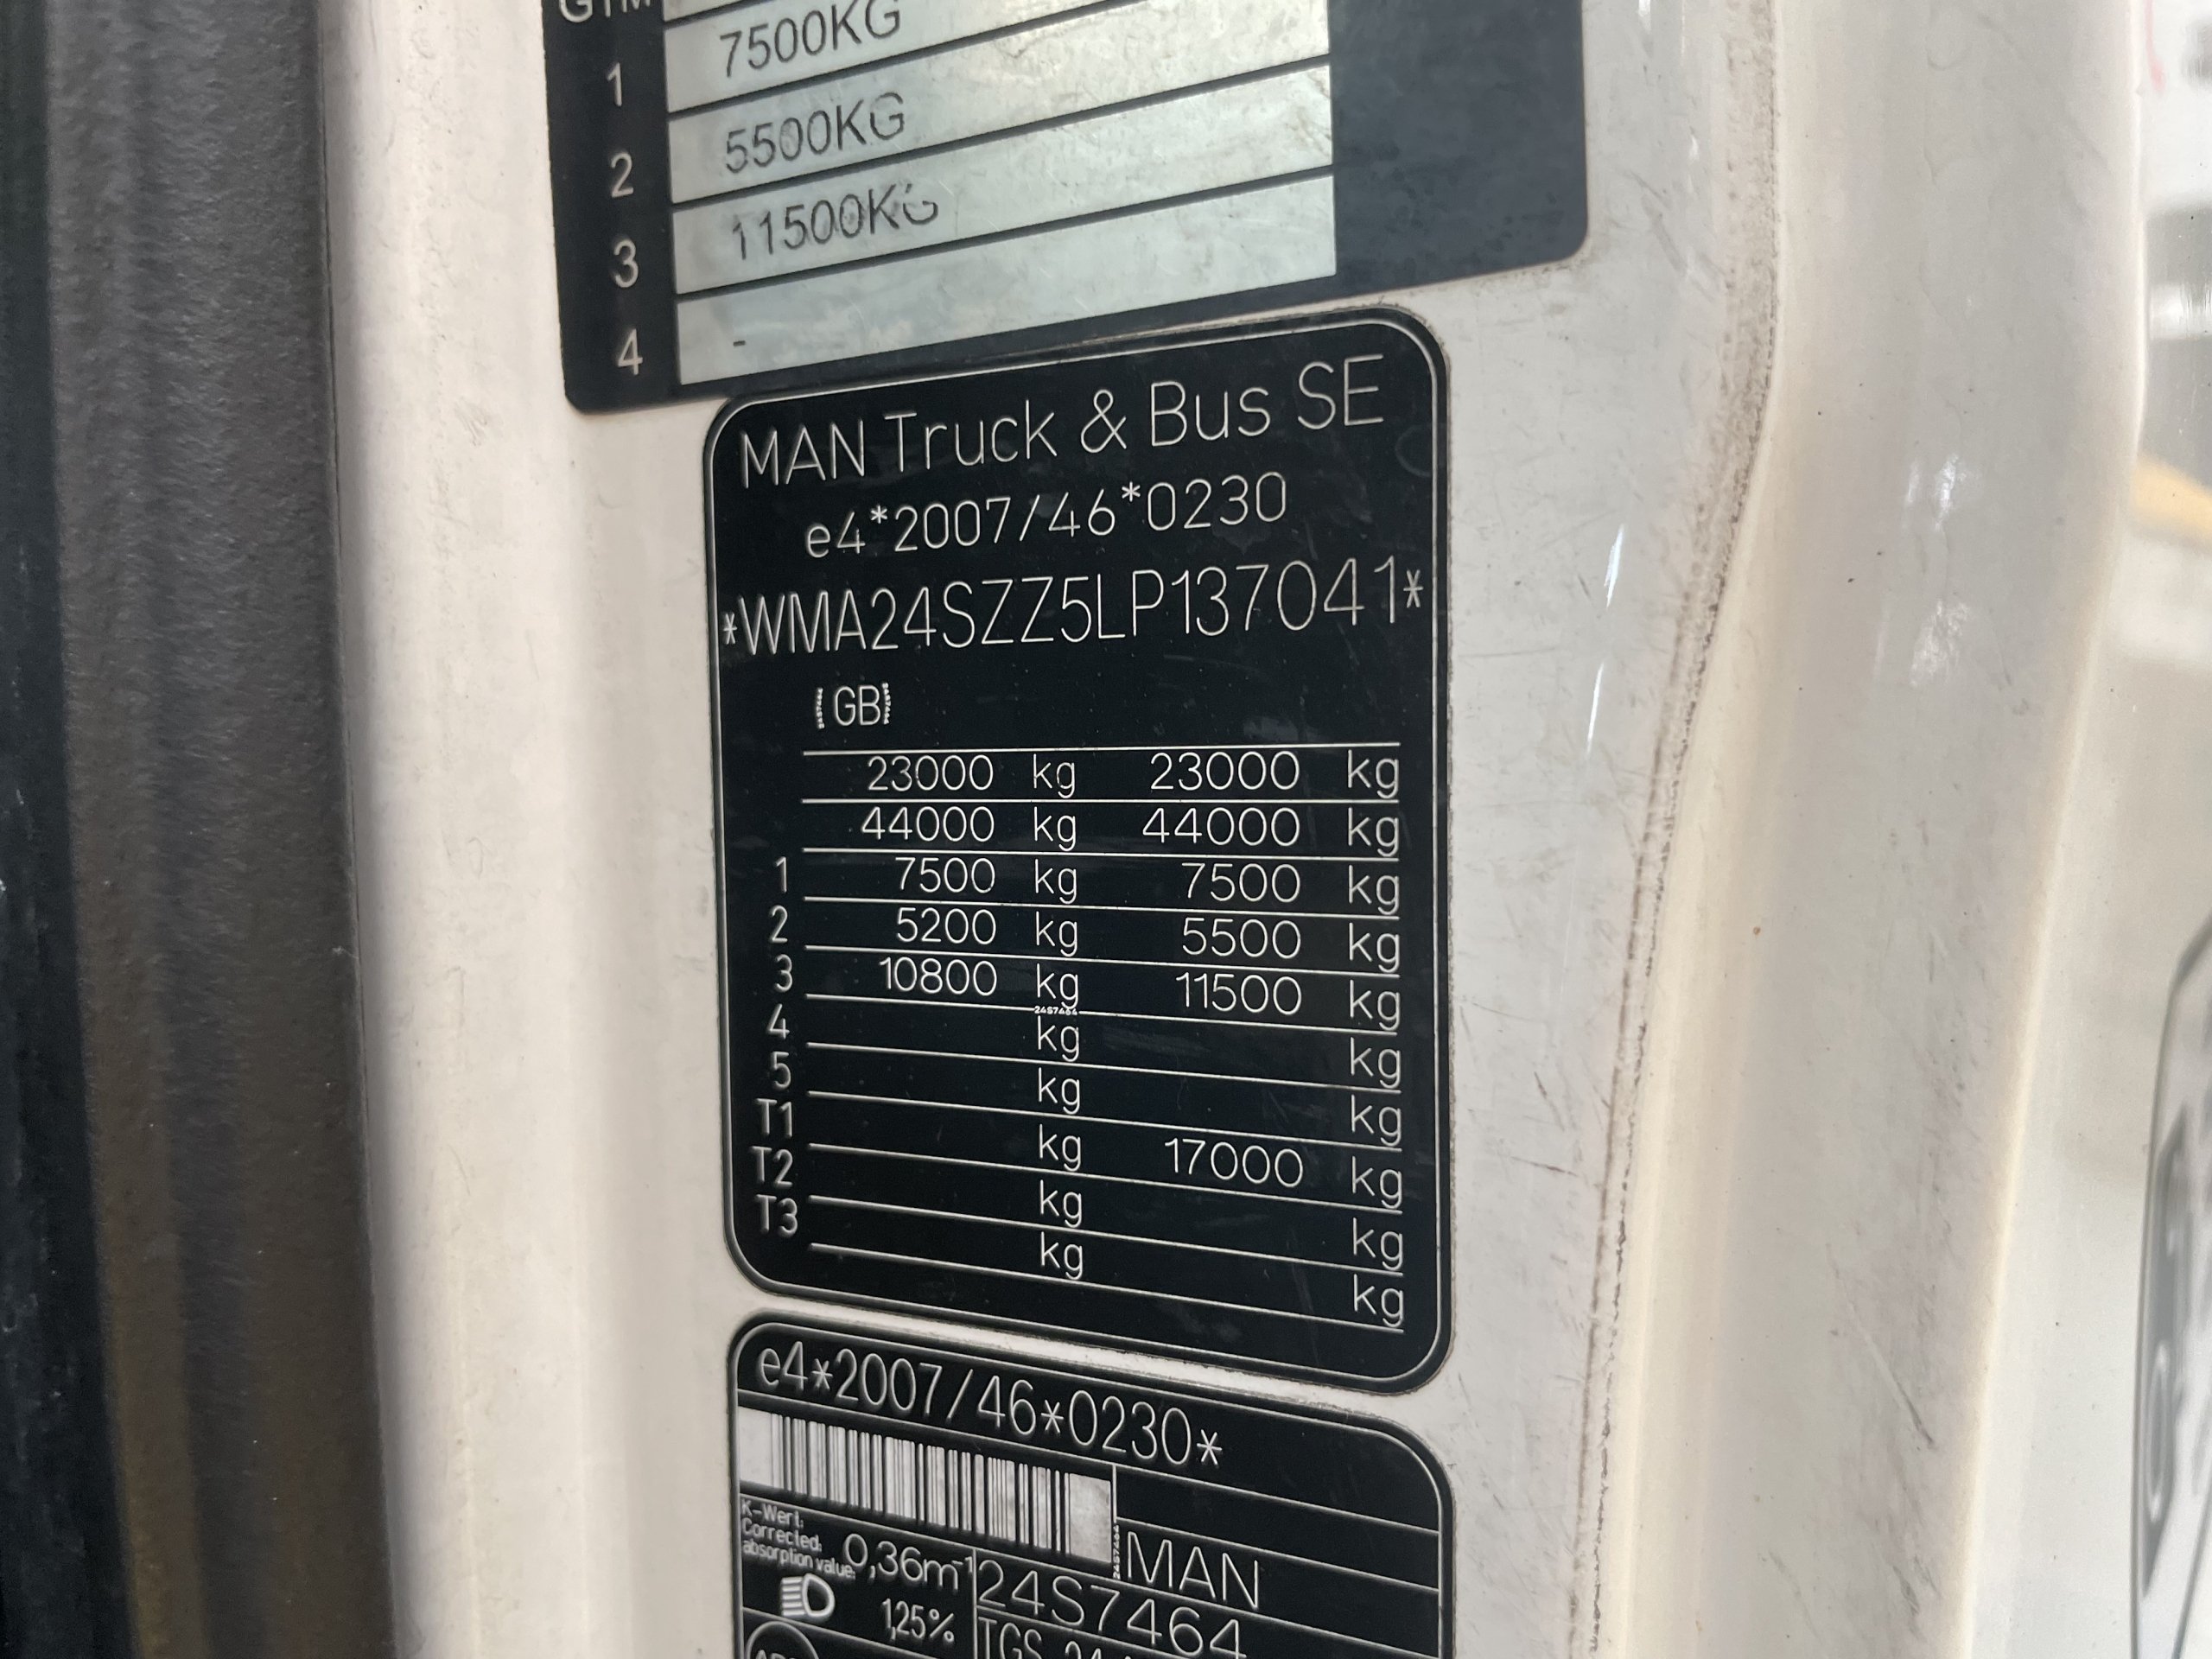 GTM
7500KG
1 5500KG
2 11500KG
3 -
4
MAN Truck & Bus SE
e4*2007/46*0230
*WMA24SZZ5LP137041*
GB
23000 kg 23000 kg
44000 kg 44000 kg
1 7500 kg 7500 kg
2 5200 kg 5500 kg
3 10800 kg 11500 kg
24S7464
4 kg kg
5 kg kg
T1 kg 17000 kg
T2 kg kg
T3 kg kg
e4*2007/46*0230*
MAN
K-Wert:
Corrected
absorption value: 0,36m-1
24S7464
1,25%
TGS